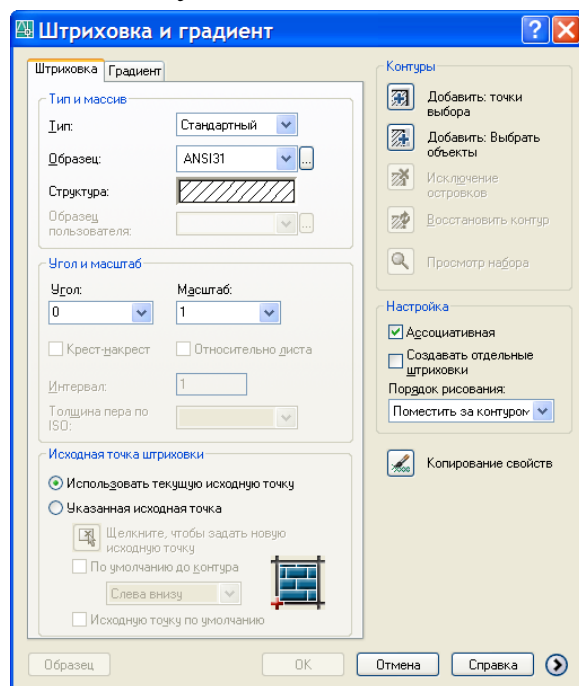 Штриховка и градиент
Штриховка Градиент
Тип и массив
Тип: Стандартный
Образец: ANSI31
Структура:
Образец
пользователя:
Угол и масштаб
Угол: Масштаб:
0 1
Крест-накрест Относительно листа
Интервал: 1
Толщина пера по
ISO:
Исходная точка штриховки
Использовать текущую исходную точку
Указанная исходная точка
Щелкните, чтобы задать новую
исходную точку
По умолчанию до контура
Слева внизу
Исходную точку по умолчанию
Контуры
Добавить: точки
выбора
Добавить: Выбрать
объекты
Исключение
островков
Восстановить контур
Просмотр набора
Настройка
Ассоциативная
Создавать отдельные
штриховки
Порядок рисования:
Поместить за контуром
Копирование свойств
Образец OK Отмена Справка